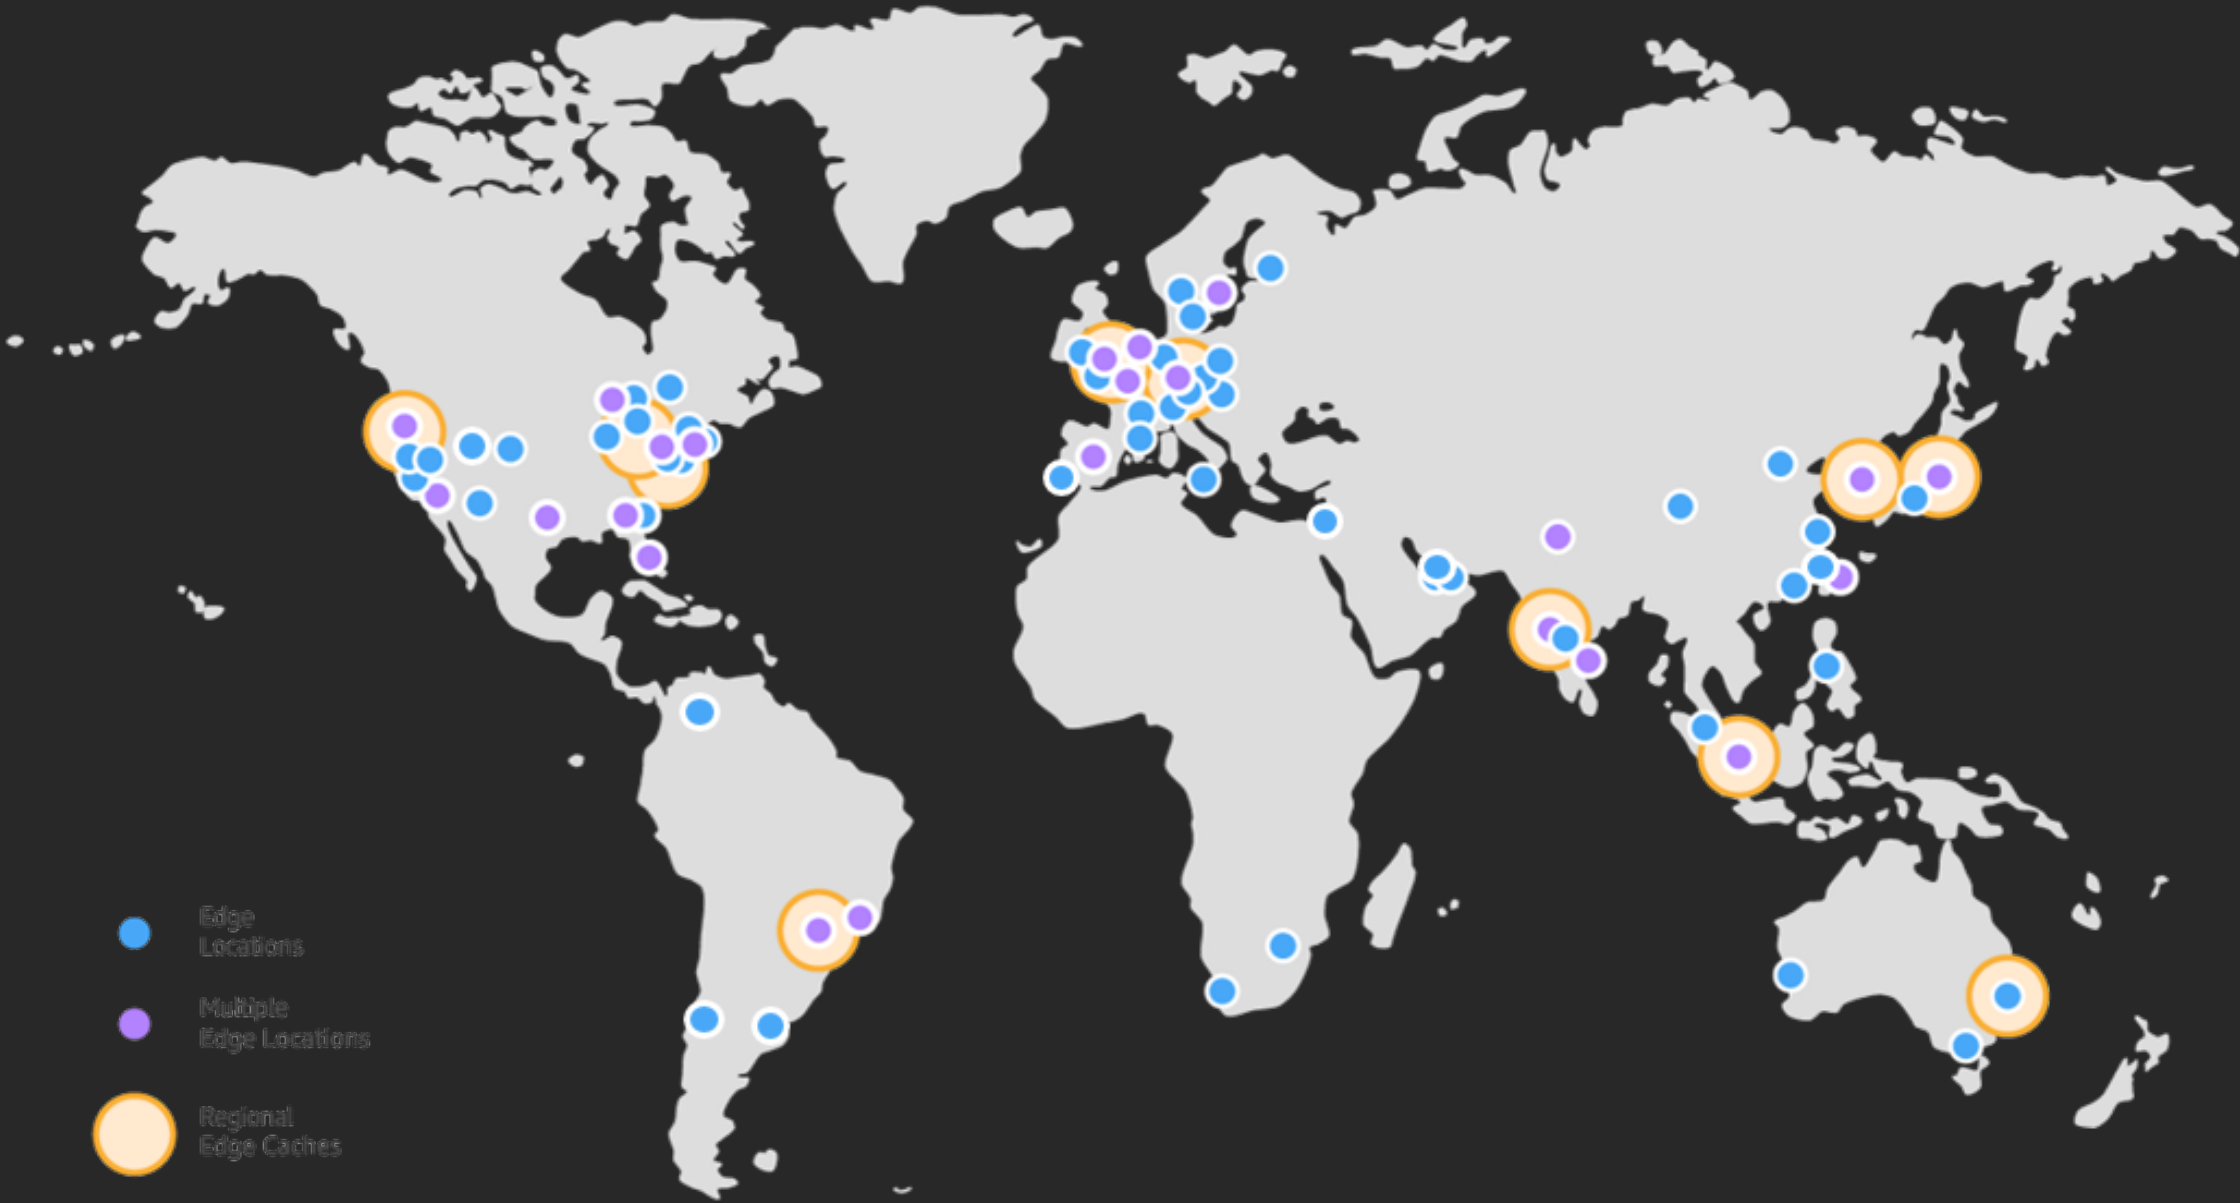 Edge
Locations
Multiple
Edge Locations
Regional
Edge Caches